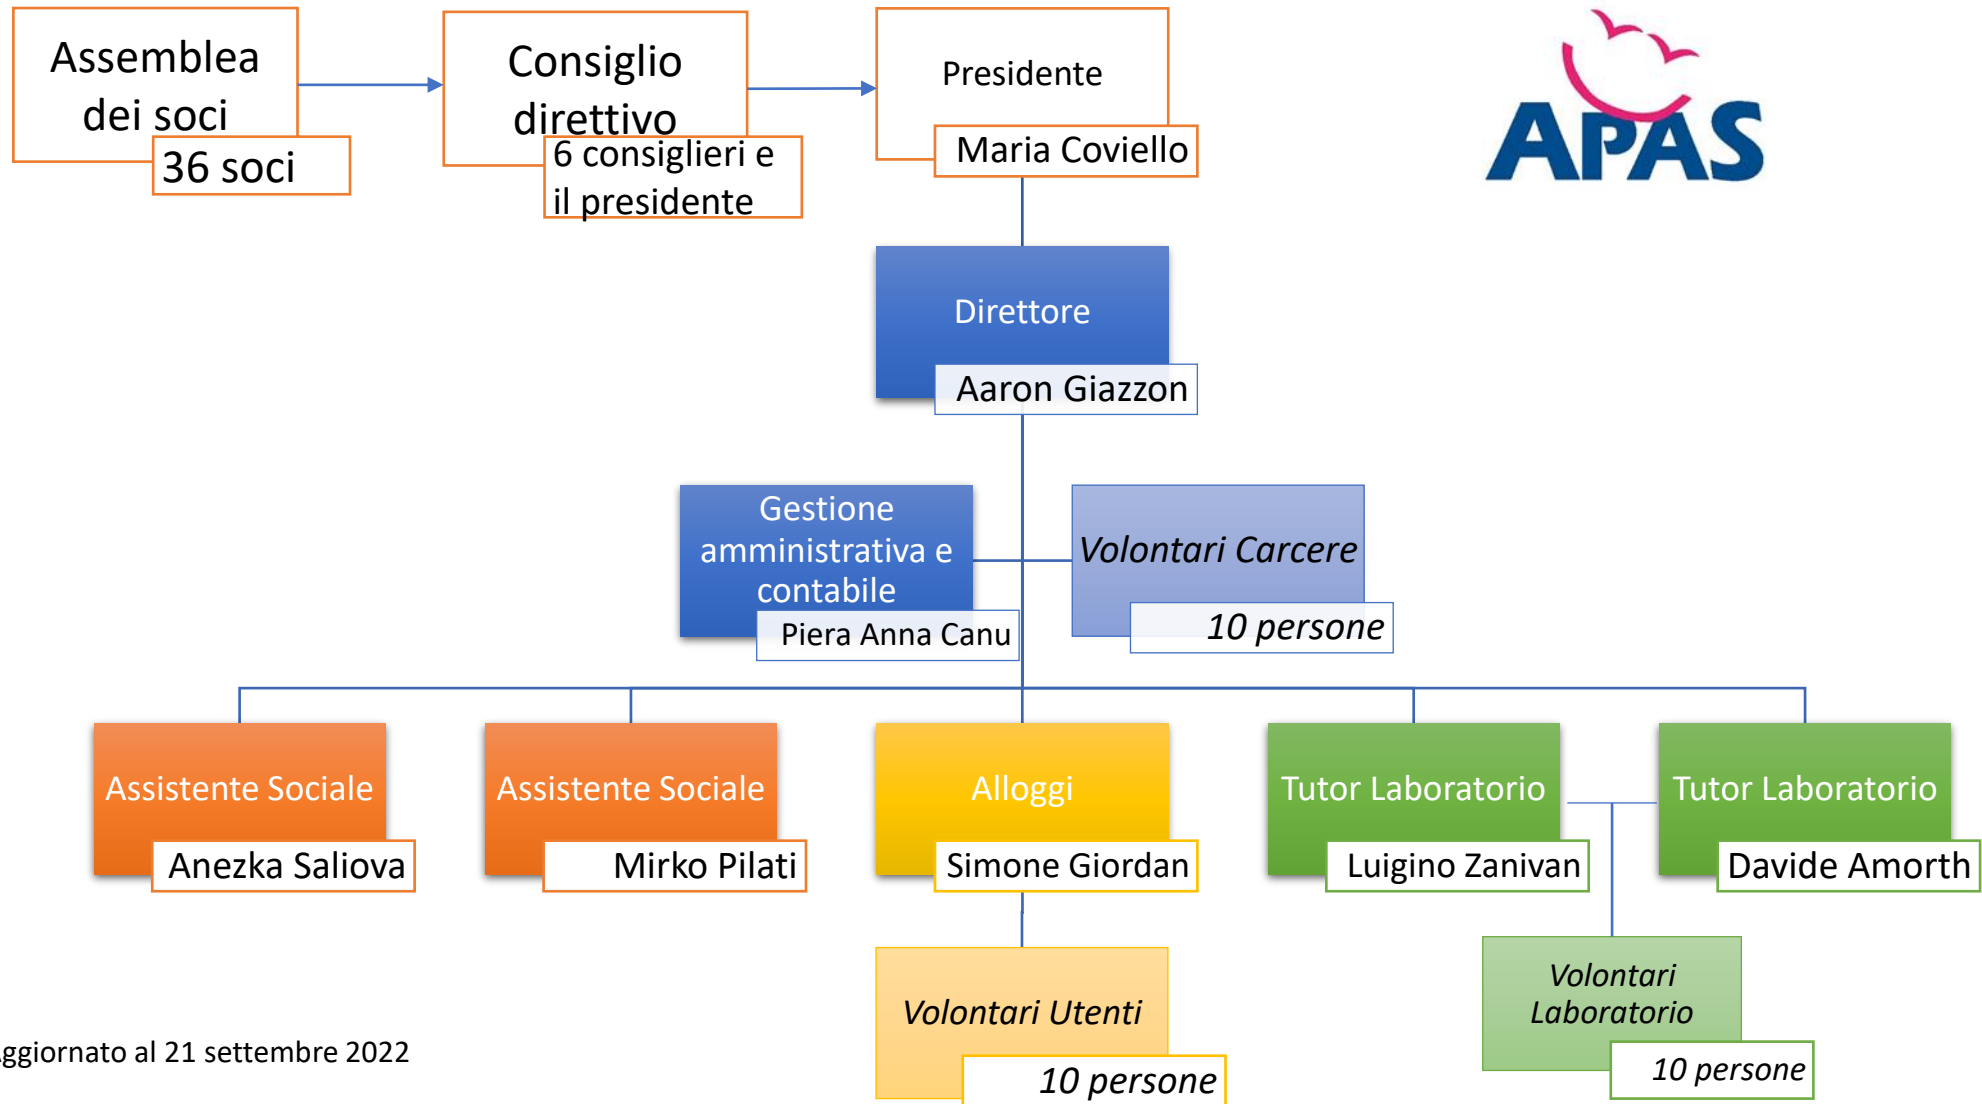 Assemblea
dei soci
36 soci
Consiglio
direttivo
6 consiglieri e
il presidente
Presidente
Maria Coviello
APAS
Direttore
Aaron Giazzon
Gestione
amministrativa e
contabile
Piera Anna Canu
Volontari Carcere
10 persone
Assistente Sociale
Anezka Saliova
Assistente Sociale
Mirko Pilati
Alloggi
Simone Giordan
Tutor Laboratorio
Luigino Zanivan
Tutor Laboratorio
Davide Amorth
Volontari Utenti
10 persone
Volontari
Laboratorio
10 persone
Aggiornato al 21 settembre 2022